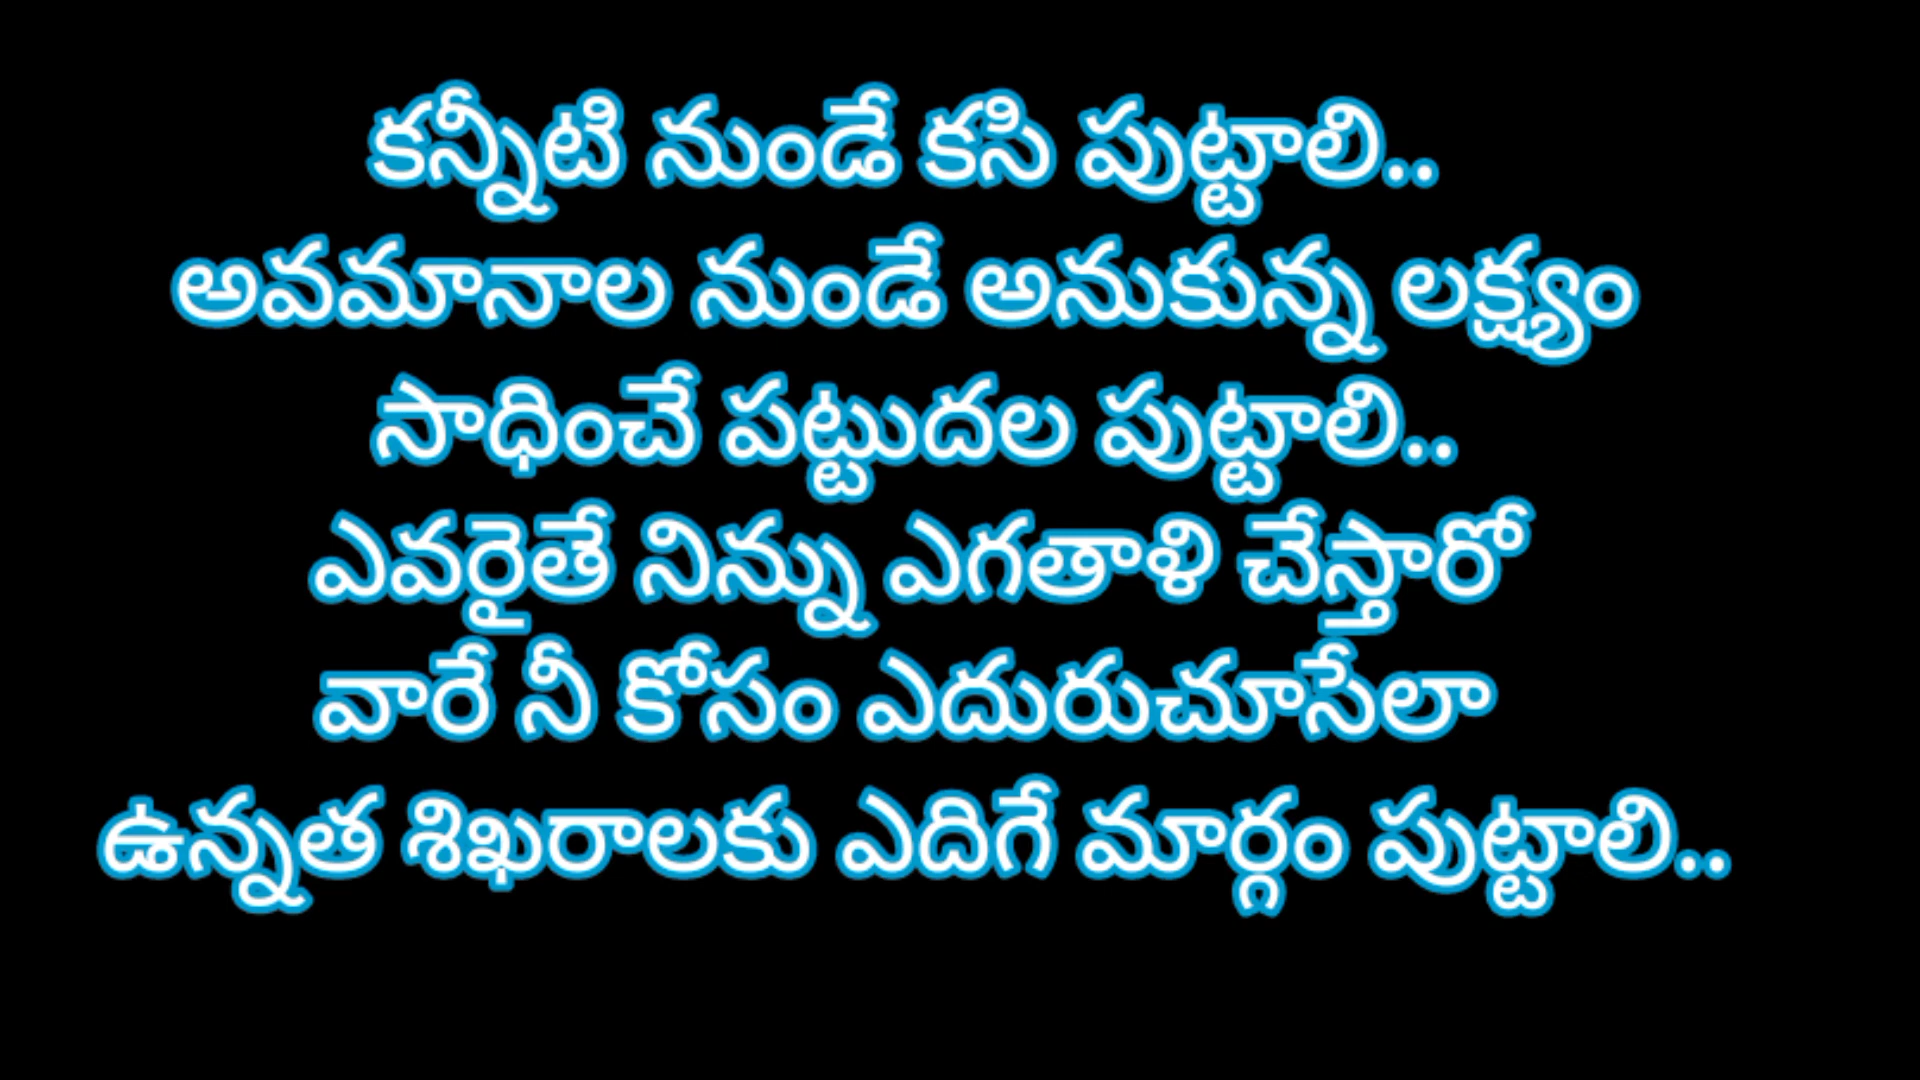 కన్నీటి నుండే కసి పుట్టాలి..
అవమానాల నుండే అనుకున్న లక్ష్యం
సాధించే పట్టుదల పుట్టాలి..
ఎవరైతే నిన్ను ఎగతాళి చేస్తారో
వారే నీ కోసం ఎదురుచూసేలా
ఉన్నత శిఖరాలకు ఎదిగే మార్గం పుట్టాలి..